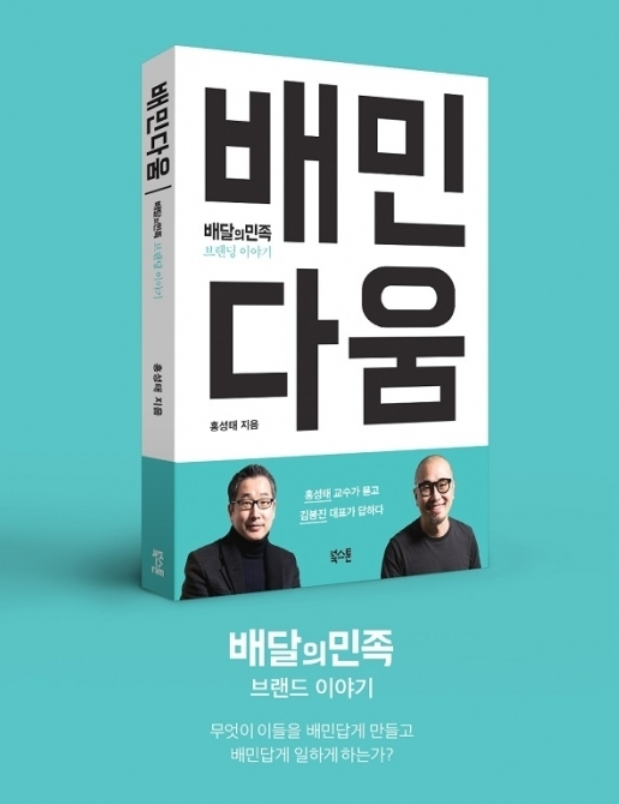 배민다움
배달의민족
브랜딩 이야기
홍성태 지음
배민
배달의민족
브랜딩 이야기
다움
홍성태 지음
홍성태 교수가 묻고
김봉진 대표가 답하다
북스톤
배달의민족
브랜드 이야기
무엇이 이들을 배민답게 만들고
배민답게 일하게 하는가?